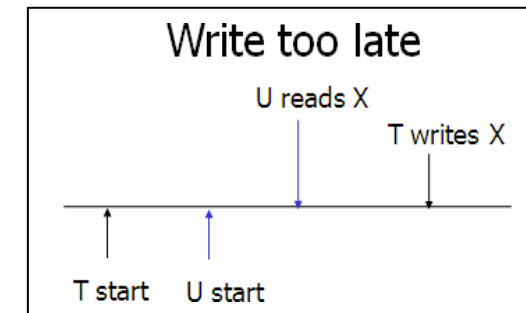 Write too late
U reads X
T writes X
T start
U start